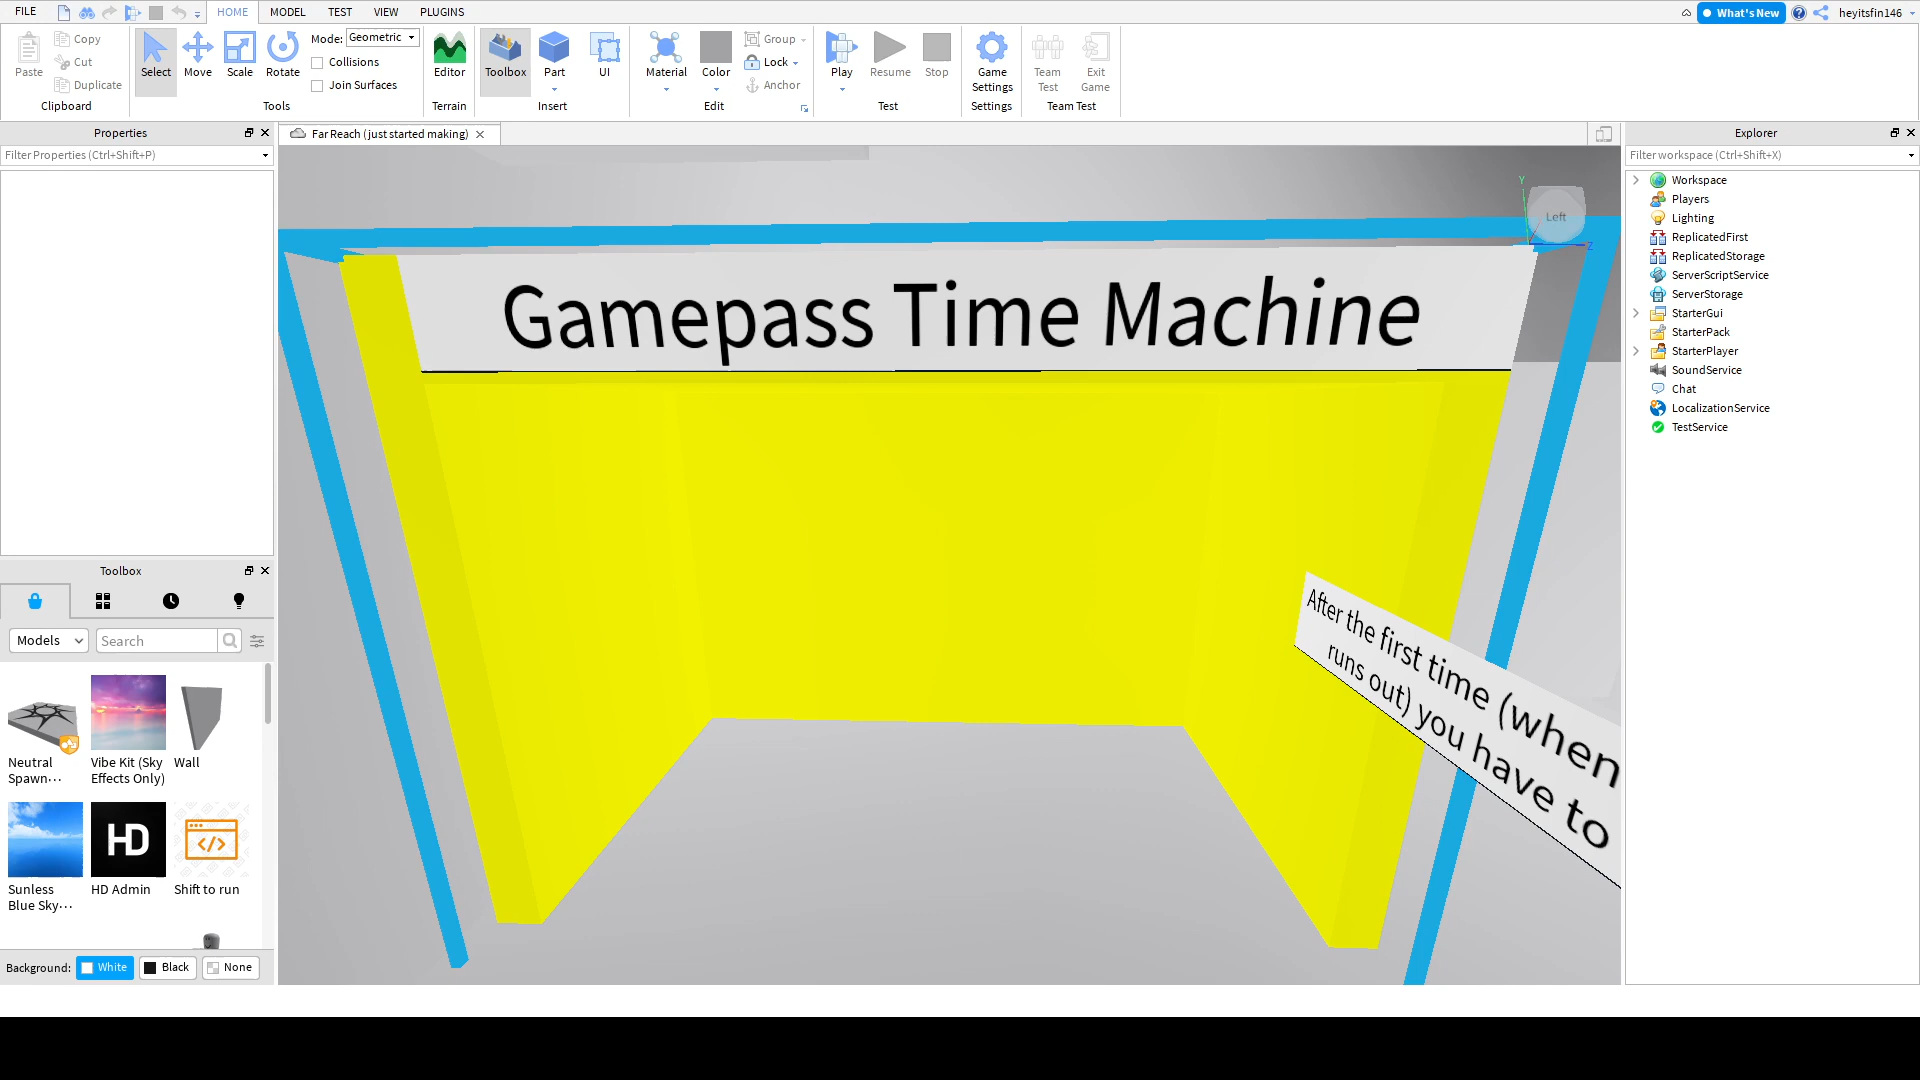 FILE
HOME
MODEL
TEST
VIEW
PLUGINS
What's New
heyitsfin146
Paste
Copy
Cut
Duplicate
Clipboard
Select
Move
Scale
Rotate
Mode: Geometric
Collisions
Join Surfaces
Tools
Editor
Terrain
Toolbox
Part
UI
Insert
Material
Color
Group
Lock
Anchor
Edit
Play
Resume
Stop
Test
Game
Settings
Settings
Team
Test
Exit
Game
Team Test
Properties
Filter Properties (Ctrl+Shift+P)
Far Reach (just started making)
Y
Left
Z
Gamepass Time Machine
After the first time (when
runs out) you have to
Explorer
Filter workspace (Ctrl+Shift+X)
Workspace
Players
Lighting
ReplicatedFirst
ReplicatedStorage
ServerScriptService
ServerStorage
StarterGui
StarterPack
StarterPlayer
SoundService
Chat
LocalizationService
TestService
Toolbox
Models
Search
Neutral
Spawn···
Vibe Kit (Sky
Effects Only)
Wall
Sunless
Blue Sky···
HD
HD Admin
Shift to run
Background:
White
Black
None